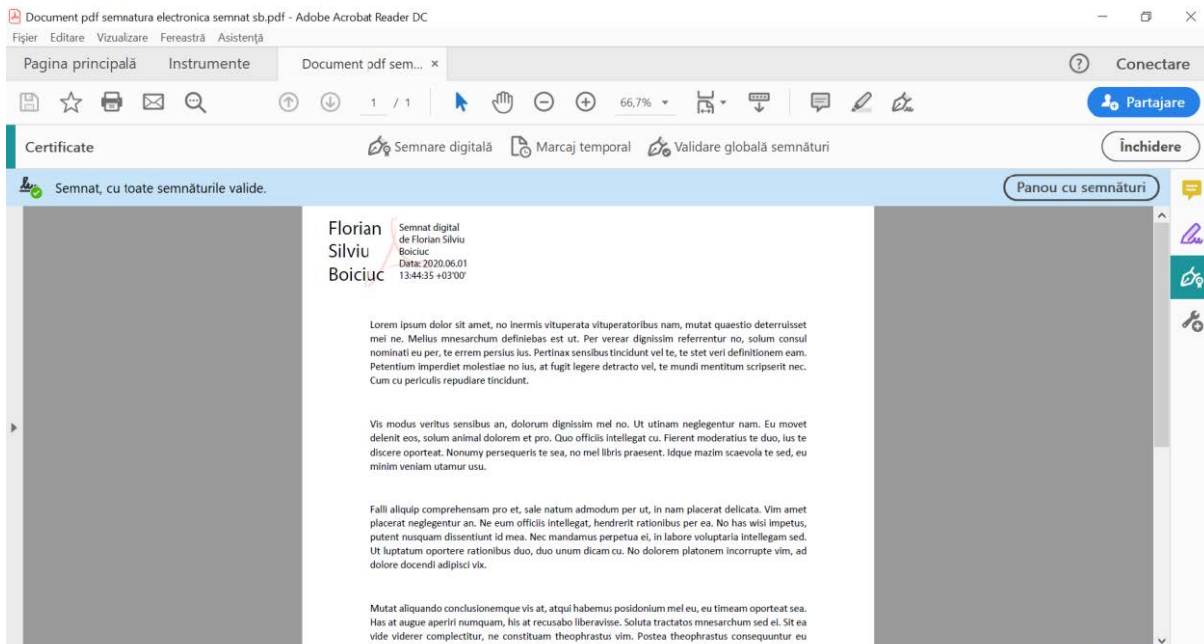 Document pdf semnatura electronica semnat sb.pdf - Adobe Acrobat Reader DC
Fișier Editare Vizualizare Fereastră Asistență
Pagina principală Instrumente Document pdf sem... × ? Conectare
1 / 1 66,7% Partajare
Certificate Semnare digitală Marcaj temporal Validare globală semnături Închidere
Semnat, cu toate semnăturile valide. Panou cu semnături
Florian
Silviu
Boiciuc
Semnat digital
de Florian Silviu
Boiciuc
Data: 2020.06.01
13:44:35 +03'00'
Lorem ipsum dolor sit amet, no inermis vituperata vituperatoribus nam, mutat quaestio deterruisset
mei ne. Melius mnesarchum definiebas est ut. Per verear dignissim referrentur no, solum consul
nominati eu per, te errem persius ius. Pertinax sensibus tincidunt vel te, te stet veri definitionem eam.
Petentium imperdiet molestiae no ius, at fugit legere detracto vel, te mundi mentitum scripserit nec.
Cum cu periculis repudiare tincidunt.
Vis modus veritus sensibus an, dolorum dignissim mel no. Ut utinam neglegentur nam. Eu movet
delenit eos, solum animal dolorem et pro. Quo officiis intellegat cu. Fierent moderatius te duo, ius te
discere oporteat. Nonumy persequeris te sea, no mel libris praesent. Idque mazim scaevola te sed, eu
minim veniam utamur usu.
Falli aliquip comprehensam pro et, sale natum admodum per ut, in nam placerat delicata. Vim amet
placerat neglegentur an. Ne eum officiis intellegat, hendrerit rationibus per ea. No has wisi impetus,
putent nusquam dissentiunt id mea. Nec mandamus perpetua ei, in labore voluptaria intellegam sed.
Ut luptatum oportere rationibus duo, duo unum dicam cu. No dolorem platonem incorrupte vim, ad
dolore docendi adipisci vix.
Mutat aliquando conclusionemque vis at, atqui habemus posidonium mel eu, eu timeam oporteat sea.
Has at augue aperiri numquam, his at recusabo liberavisse. Soluta tractatos mnesarchum sed ei. Sit ea
vide viderer complectitur, ne constituam theophrastus vim. Postea theophrastus consequuntur eu